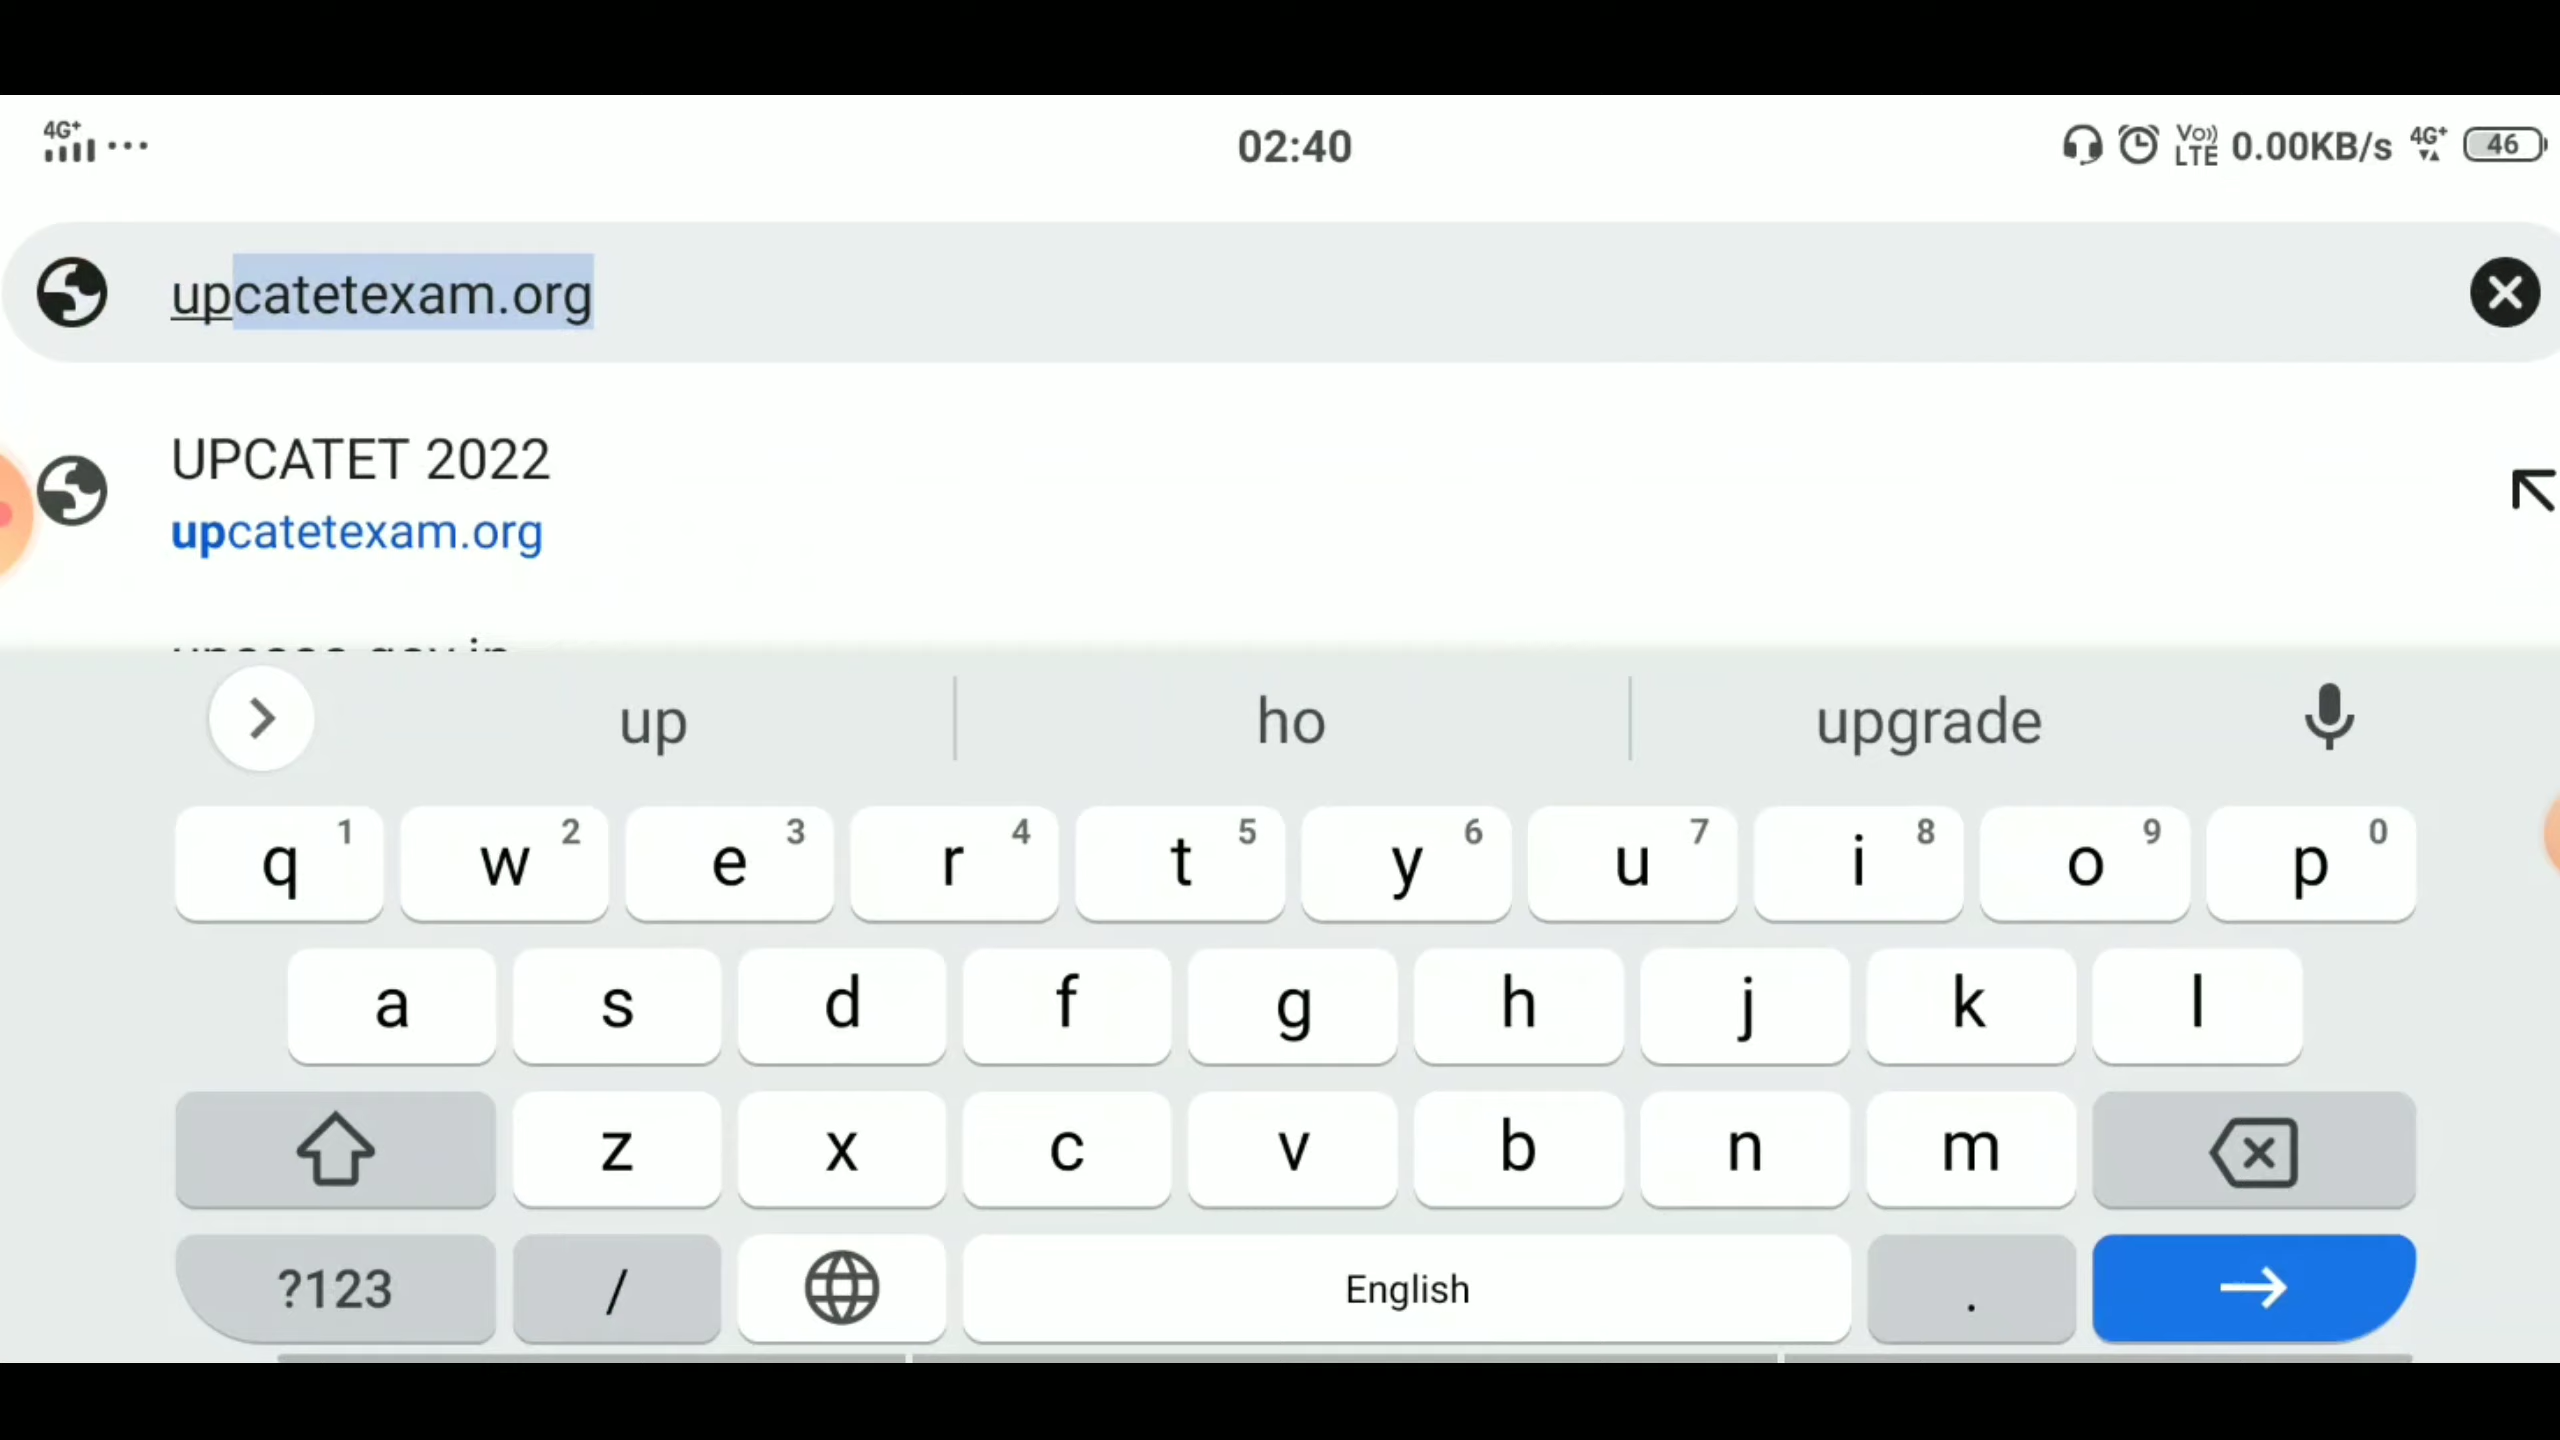 4G+ ... 02:40 Vo)) LTE 0.00KB/s 4G+ 46
upcatetexam.org
UPCATET 2022
upcatetexam.org
up ho upgrade
q 1 w 2 e 3 r 4 t 5 y 6 u 7 i 8 o 9 p 0
a s d f g h j k l
z x c v b n m
?123 / English .